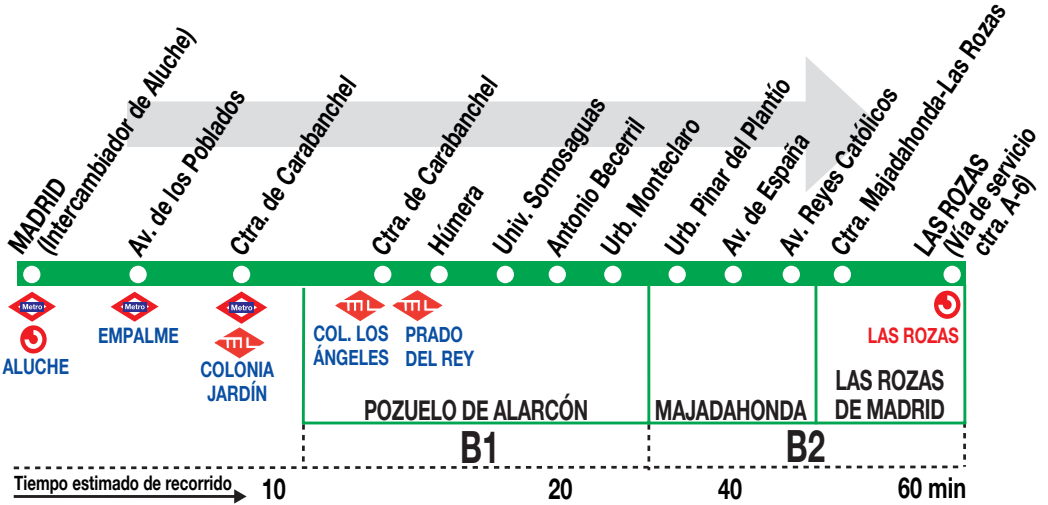 MADRID
(Intercambiador de Aluche)
Av. de los Poblados
Ctra. de Carabanchel
Ctra. de Carabanchel
Húmera
Univ. Somosaguas
Antonio Becerril
Urb. Monteclaro
Urb. Pinar del Plantío
Av. de España
Av. Reyes Católicos
Ctra. Majadahonda-Las Rozas
LAS ROZAS
(Vía de servicio
ctra. A-6)
Metro
ALUCHE
Metro
EMPALME
Metro
ML
COLONIA
JARDÍN
ML
COL. LOS
ÁNGELES
ML
PRADO
DEL REY
LAS ROZAS
POZUELO DE ALARCÓN
MAJADAHONDA
LAS ROZAS
DE MADRID
B1
B2
Tiempo estimado de recorrido
10
20
40
60 min